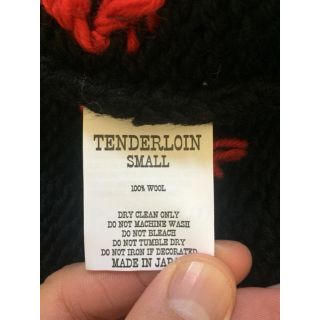 TENDERLOIN
SMALL
100% WOOL
DRY CLEAN ONLY
DO NOT MACHINE WASH
DO NOT BLEACH
DO NOT TUMBLE DRY
DO NOT IRON IF DECORATED
MADE IN JAPAN